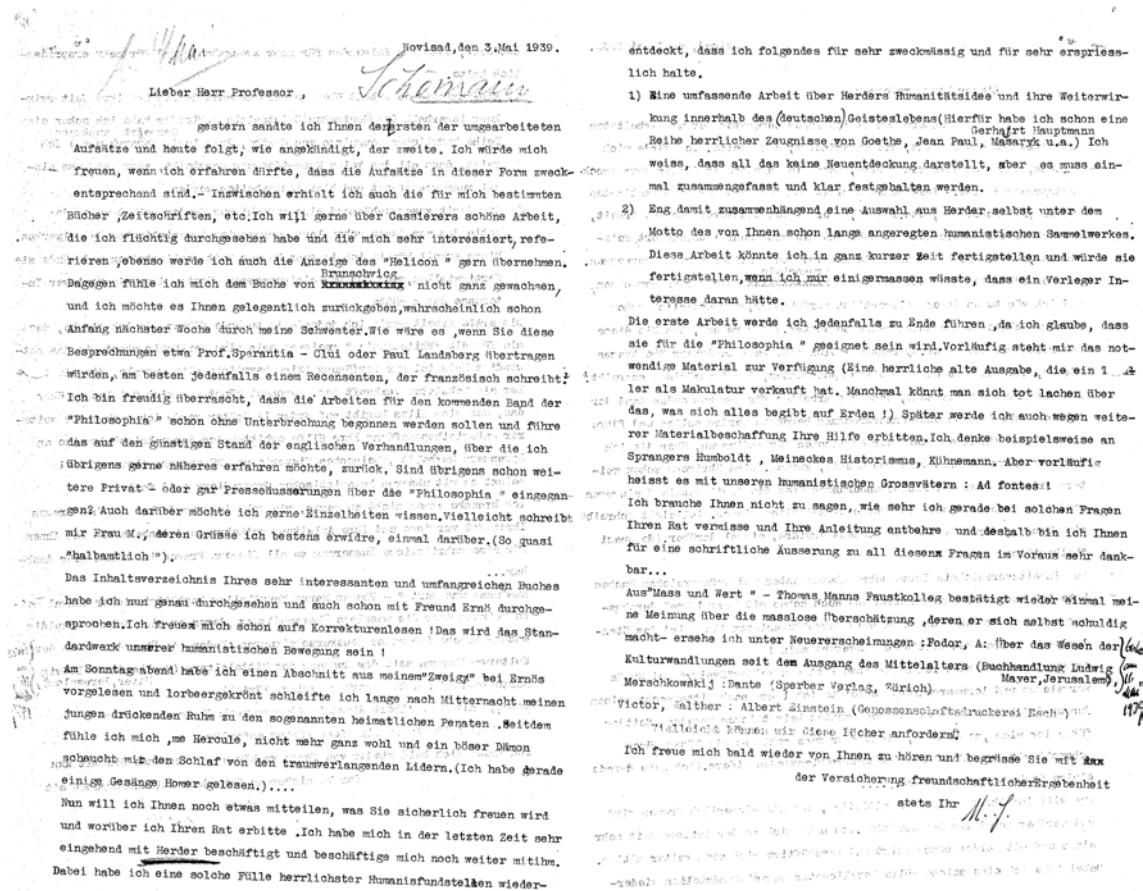 Novisad,den 3.Mai 1939.
Schömann
Lieber Herr Professor ,
gestern sandte ich Ihnen den ersten der umgearbeiteten
Aufsätze und heute folgt, wie angekündigt, der zweite. Ich würde mich
freuen, wenn ich erfahren dürfte, dass die Aufsätze in dieser Form zweck-
entsprechend sind.- Inzwischen erhielt ich auch die für mich bestimmten
Bücher ,Zeitschriften, etc.Ich will gerne über Cassierers schöne Arbeit,
die ich flüchtig durchgesehen habe und die mich sehr interessiert, refe-
rieren ,ebenso werde ich auch die Anzeige des "Helicon" gern übernehmen.
Brunschvicg
Dagegen fühle ich mich dem Buche von nicht ganz gewachsen,
und ich möchte es Ihnen gelegentlich zurückgeben,wahrscheinlich schon
Anfang nächster Woche durch meine Schwester.Wie wäre es ,wenn Sie diese
Besprechungen etwa Prof.Sperantia - Cluj oder Paul Landsberg übertragen
würden, am besten jedenfalls einem Recensenten, der französisch schreibt?
Ich bin freudig überrascht, dass die Arbeiten für den kommenden Band der
"Philosophia " schon ohne Unterbrechung begonnen werden sollen und führe
das auf den günstigen Stand der englischen Verhandlungen, über die ich
übrigens gerne näheres erfahren möchte, zurück. Sind übrigens schon wei-
tere Privat - oder gar Presseäusserungen über die "Philosophia " eingegan-
gen? Auch darüber möchte ich gerne Einzelheiten wissen.Vielleicht schreibt
mir Frau M., deren Grüsse ich bestens erwidre, einmal darüber.(So quasi
"halbamtlich ").
Das Inhaltsverzeichnis Ihres sehr interessanten und umfangreichen Buches
habe ich nun genau durchgesehen und auch schon mit Freund Ernö durchge-
sprochen.Ich freuex mich schon aufs Korrekturenlesen !Das wird das Stan-
dardwerk unserer humanistischen Bewegung sein !
Am Sonntag abend habe ich einen Abschnitt aus meinem"Zweig" bei Ernös
vorgelesen und lorbeergekrönt schleifte ich lange nach Mitternacht meinen
jungen drückenden Ruhm zu den sogenannten heimatlichen Penaten .Seitdem
fühle ich mich ,me Hercule, nicht mehr ganz wohl und ein böser Dämon
schaucht mir den Schlaf von den traumverlangenden Lidern.(Ich habe gerade
einige Gesänge Homer gelesen.)....
Nun will ich Ihnen noch etwas mitteilen, was Sie sicherlich freuen wird
und worüber ich Ihren Rat erbitte .Ich habe mich in der letzten Zeit sehr
eingehend mit Herder beschäftigt und beschäftige mich noch weiter mitihm.
Dabei habe ich eine solche Fülle herrlichster Humanisfundstellen wieder-
entdeckt, dass ich folgendes für sehr zweckmässig und für sehr erspriess-
lich halte.
1) Eine umfassende Arbeit über Herders Humanitätsidee und ihre Weiterwir-
kung innerhalb des (deutschen) Geisteslebens(Hierfür habe ich schon eine
Gerhafrt Hauptmann
Reihe herrlicher Zeugnisse von Goethe, Jean Paul, Masaryk u.a.) Ich
weiss, dass all das keine Neuentdeckung darstellt, aber es muss ein-
mal zusammengefasst und klar festgehalten werden.
2) Eng damit zusammenhängend eine Auswahl aus Herder selbst unter dem
Motto des von Ihnen schon lange angeregten humanistischen Sammelwerkes.
Diese Arbeit könnte ich in ganz kurzer Zeit fertigstellen und würde sie
fertigstellen, wenn ich nur einigermassen wüsste, dass ein Verleger In-
teresse daran hätte.
Die erste Arbeit werde ich jedenfalls zu Ende führen ,da ich glaube, dass
sie für die "Philosophia " geeignet sein wird.Vorläufig steht mir das not-
wendige Material zur Verfügung (Eine herrliche alte Ausgabe, die ein
ler als Makulatur verkauft hat. Manchmal könnt man sich tot lachen über
das, was sich alles begibt auf Erden !) Später werde ich auch wegen weite-
rer Materialbeschaffung Ihre Hilfe erbitten.Ich denke beispielsweise an
Sprangers Humboldt , Meineckes Historismus, Kühnemann. Aber vorläufig
heisst es mit unseren humanistischen Grossvätern : Ad fontes !
Ich brauche Ihnen nicht zu sagen, wie sehr ich gerade bei solchen Fragen
Ihren Rat vermisse und Ihre Anleitung entbehre und deshalb bin ich Ihnen
für eine schriftliche Äusserung zu all diesenx Fragen im Voraus sehr dank-
bar...
Aus"Mass und Wert " - Thomas Manns Faustkolleg bestätigt wieder einmal mei-
ne Meinung über die masslose Überschätzung ,deren er sich selbst schuldig
macht- ersehe ich unter Neuererscheinungen :Fodor, A: Über das Wesen der
Kulturwandlungen seit dem Ausgang des Mittelalters (Buchhandlung Ludwig
Mayer,Jerusalem),
Merschkowskij :Dante (Sperber Verlag, Zürich)
Victor, Walther : Albert Einstein (Genossenschaftsdruckerei Esch-)
Vielleicht können wir diese Bücher anfordern.
Ich freue mich bald wieder von Ihnen zu hören und begrüsse Sie mit
der Versicherung freundschaftlicherErgebenheit
stets Ihr M.S.